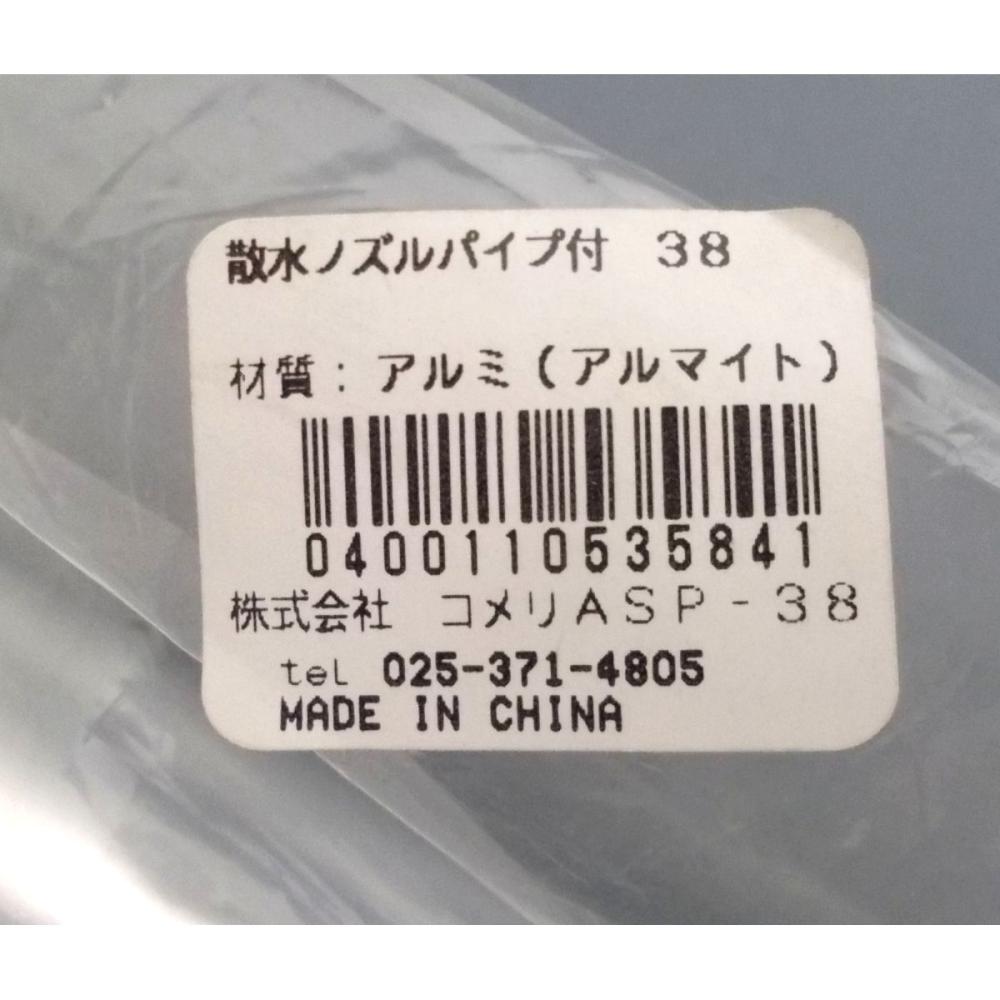 散水ノズルパイプ付 38
材質：アルミ(アルマイト)
0400110535841
株式会社 コメリASP-38
tel 025-371-4805
MADE IN CHINA